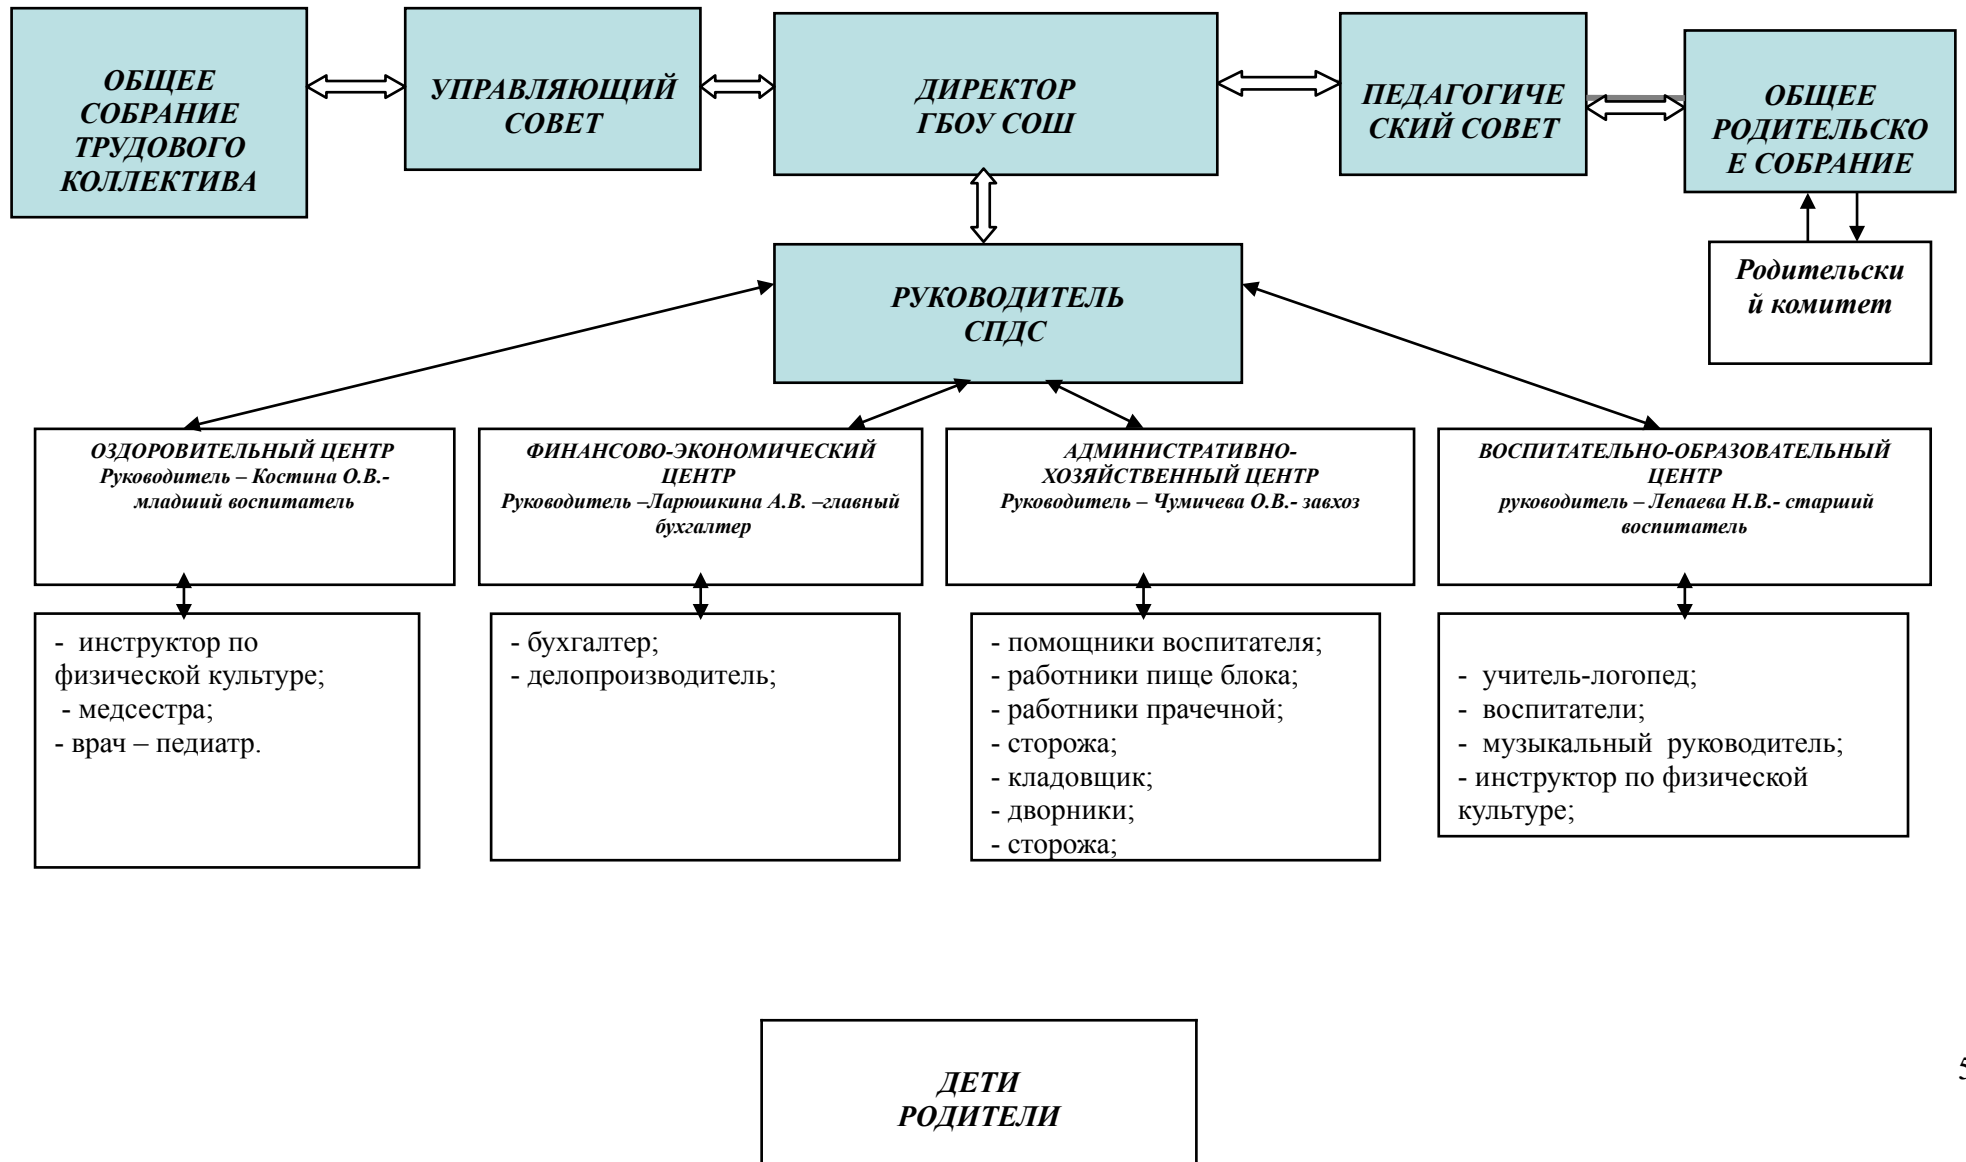 ОБЩЕЕ
СОБРАНИЕ
ТРУДОВОГО
КОЛЛЕКТИВА
УПРАВЛЯЮЩИЙ
СОВЕТ
ДИРЕКТОР
ГБОУ СОШ
ПЕДАГОГИЧЕ
СКИЙ СОВЕТ
ОБЩЕЕ
РОДИТЕЛЬСКО
Е СОБРАНИЕ
Родительски
й комитет
РУКОВОДИТЕЛЬ
СПДС
ОЗДОРОВИТЕЛЬНЫЙ ЦЕНТР
Руководитель – Костина О.В.-
младший воспитатель
ФИНАНСОВО-ЭКОНОМИЧЕСКИЙ
ЦЕНТР
Руководитель –Ларюшкина А.В. –главный
бухгалтер
АДМИНИСТРАТИВНО-
ХОЗЯЙСТВЕННЫЙ ЦЕНТР
Руководитель – Чумичева О.В.- завхоз
ВОСПИТАТЕЛЬНО-ОБРАЗОВАТЕЛЬНЫЙ
ЦЕНТР
руководитель – Лепаева Н.В.- старший
воспитатель
- инструктор по
физической культуре;
- медсестра;
- врач – педиатр.
- бухгалтер;
- делопроизводитель;
- помощники воспитателя;
- работники пище блока;
- работники прачечной;
- сторожа;
- кладовщик;
- дворники;
- сторожа;
- учитель-логопед;
- воспитатели;
- музыкальный руководитель;
- инструктор по физической
культуре;
ДЕТИ
РОДИТЕЛИ
5